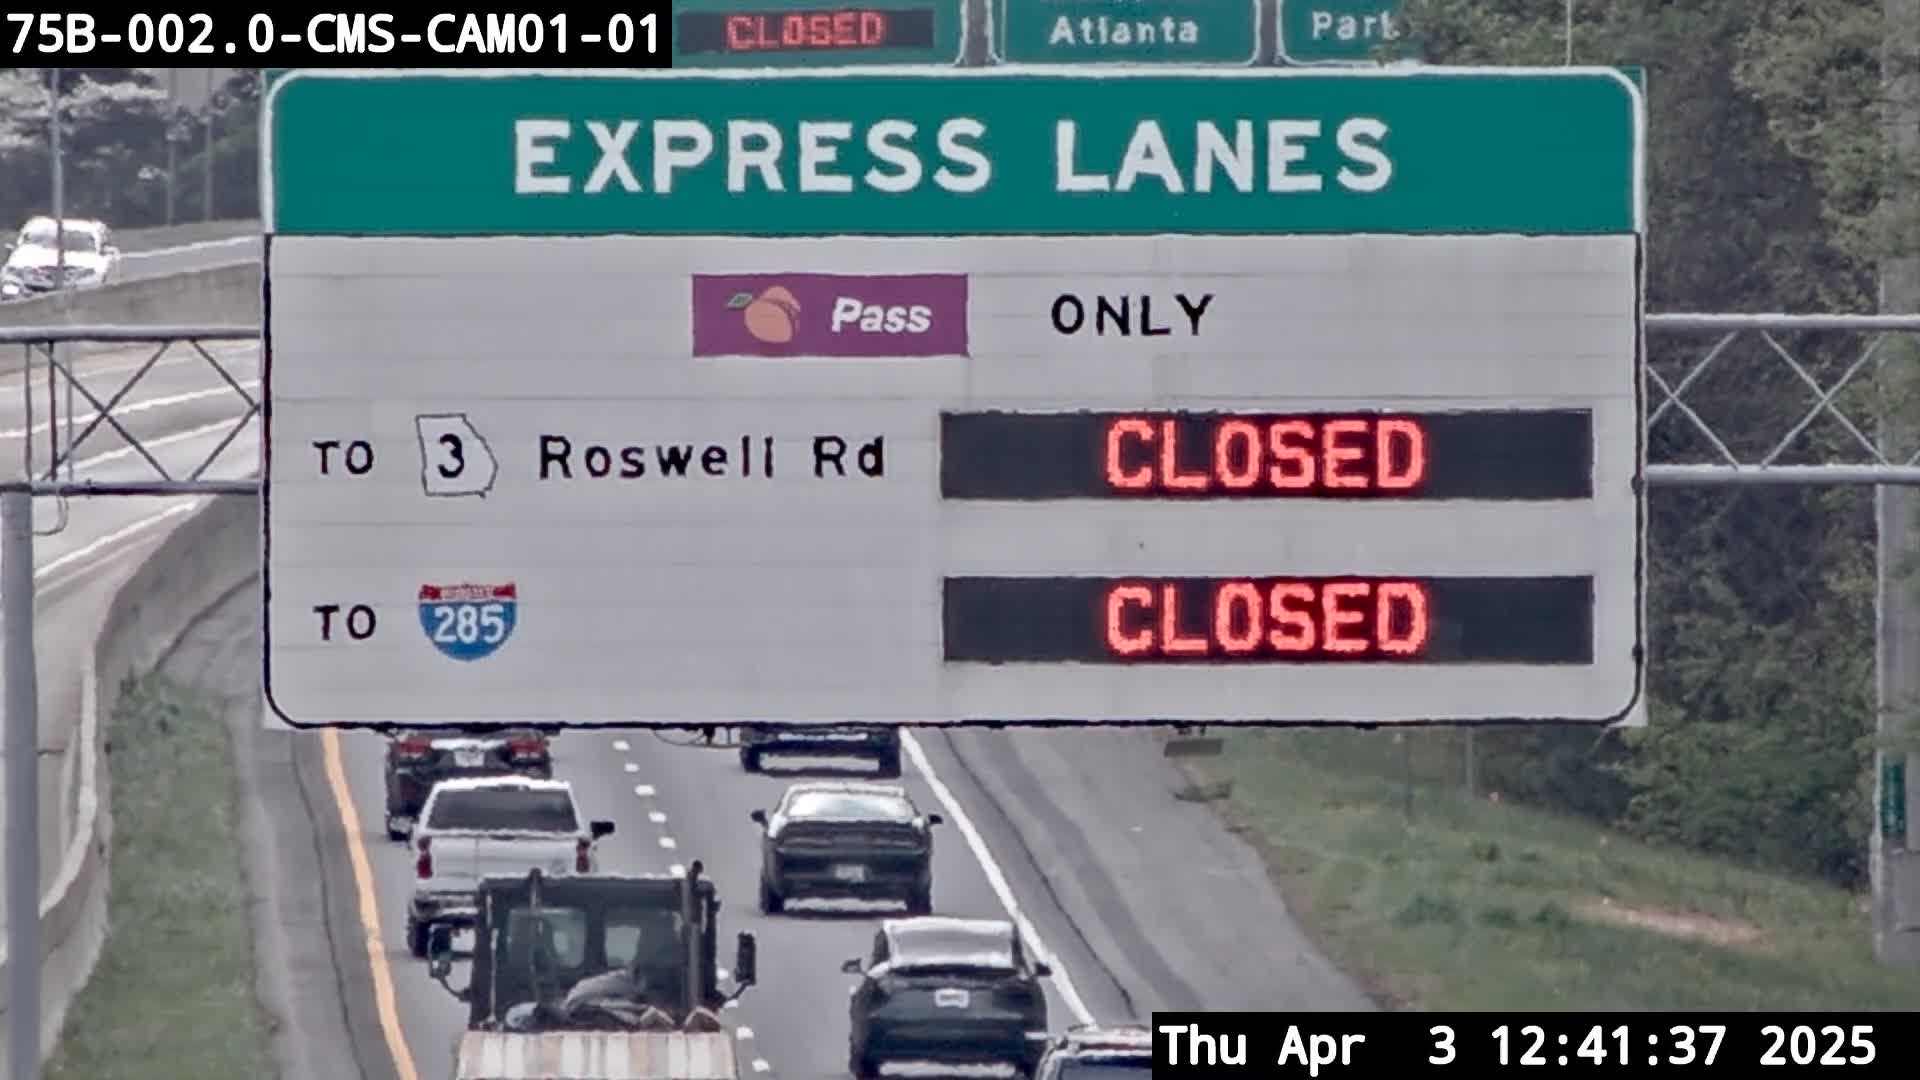 75B-002.0-CMS-CAM01-01
CLOSED
Atlanta
Park
EXPRESS LANES
Pass ONLY
TO 3 Roswell Rd CLOSED
TO 285 CLOSED
Thu Apr 3 12:41:37 2025